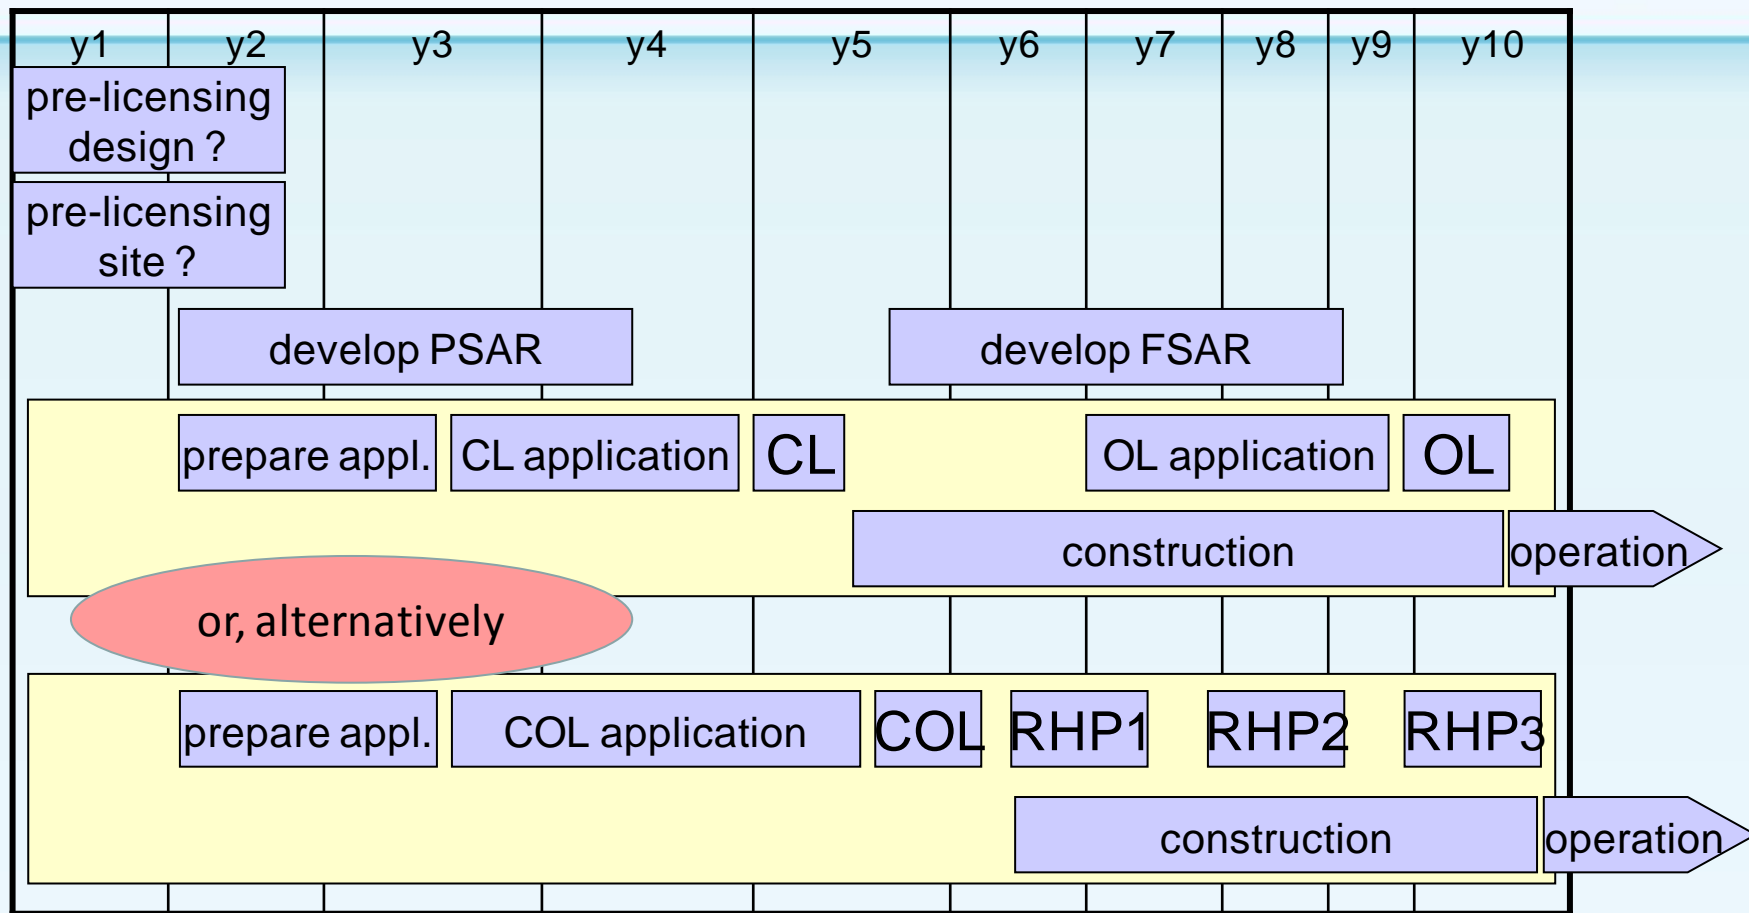 y1 y2 y3 y4 y5 y6 y7 y8 y9 y10
pre-licensing
design ?
pre-licensing
site ?
develop PSAR develop FSAR
prepare appl. CL application CL OL application OL
construction operation
or, alternatively
prepare appl. COL application COL RHP1 RHP2 RHP3
construction operation